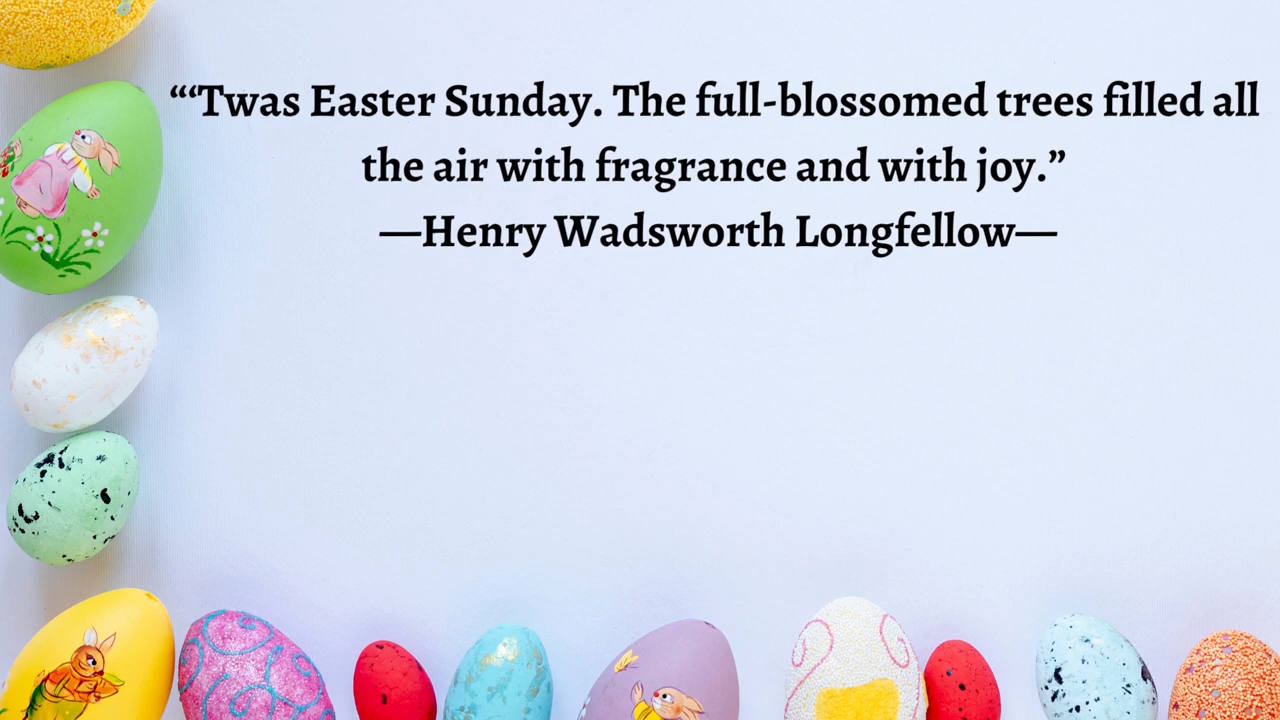 “‘Twas Easter Sunday. The full-blossomed trees filled all
the air with fragrance and with joy.”
—Henry Wadsworth Longfellow—